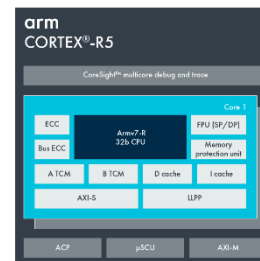 arm
CORTEX®-R5
CoreSight™ multicore debug and trace
Core 1
ECC
Bus ECC
Armv7-R
32b CPU
FPU (SP/DP)
Memory
protection unit
A TCM
B TCM
D cache
I cache
AXI-S
LLPP
ACP
µSCU
AXI-M